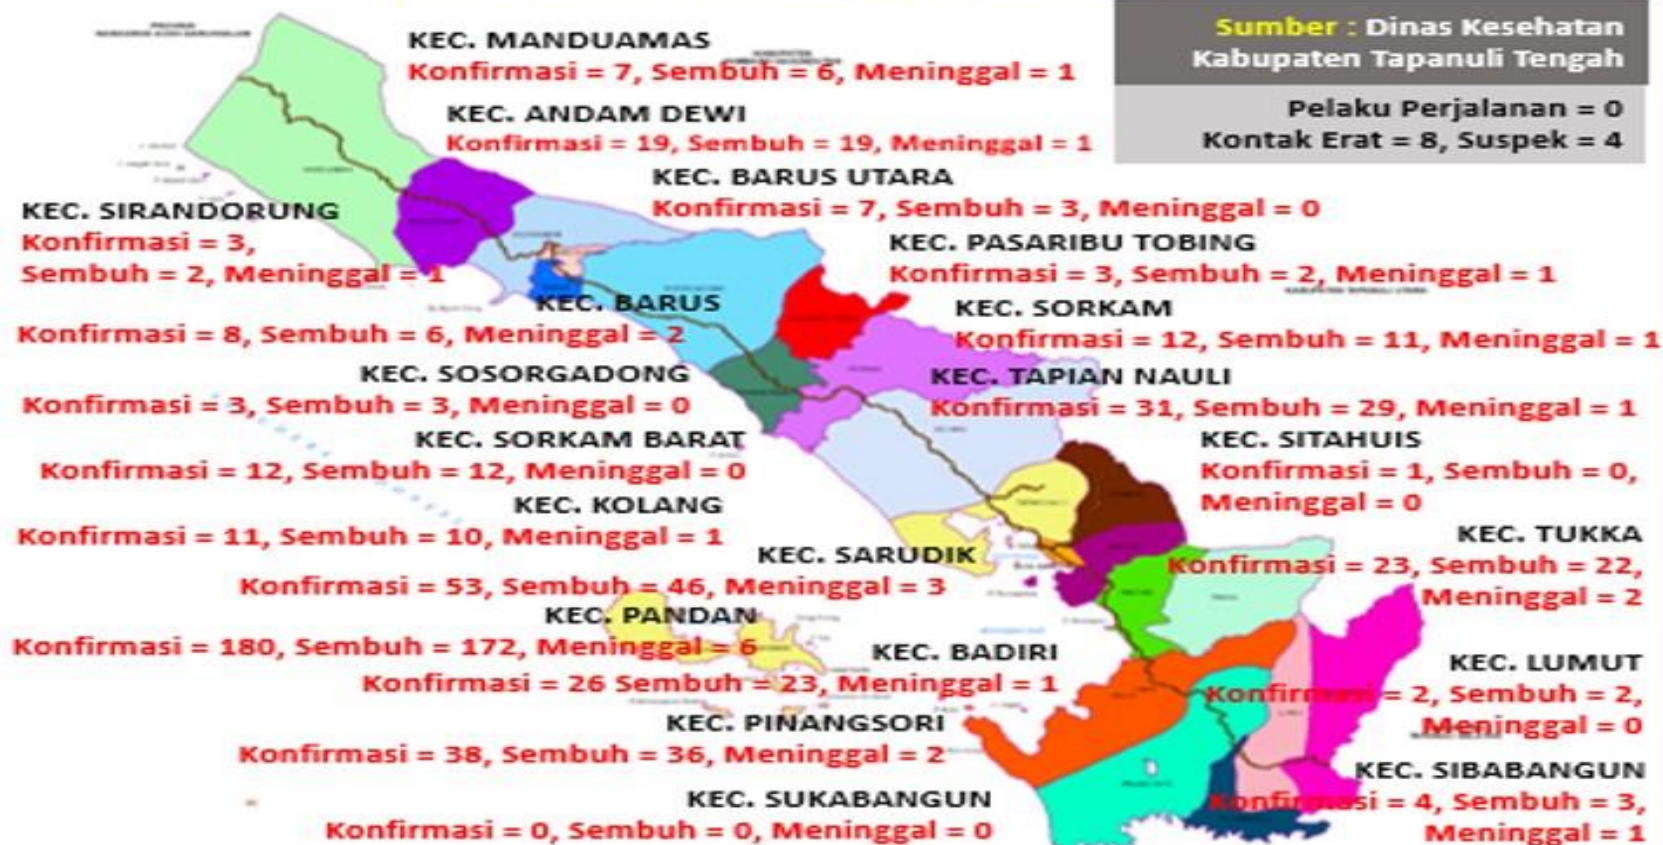 Sumber : Dinas Kesehatan
Kabupaten Tapanuli Tengah
Pelaku Perjalanan = 0
Kontak Erat = 8, Suspek = 4
KEC. MANDUAMAS
Konfirmasi = 7, Sembuh = 6, Meninggal = 1
KEC. ANDAM DEWI
Konfirmasi = 19, Sembuh = 19, Meninggal = 1
KEC. BARUS UTARA
Konfirmasi = 7, Sembuh = 3, Meninggal = 0
KEC. SIRANDORUNG
Konfirmasi = 3,
Sembuh = 2, Meninggal = 1
KEC. PASARIBU TOBING
Konfirmasi = 3, Sembuh = 2, Meninggal = 1
KEC. BARUS
Konfirmasi = 8, Sembuh = 6, Meninggal = 2
KEC. SORKAM
Konfirmasi = 12, Sembuh = 11, Meninggal = 1
KEC. SOSORGADONG
Konfirmasi = 3, Sembuh = 3, Meninggal = 0
KEC. TAPIAN NAULI
Konfirmasi = 31, Sembuh = 29, Meninggal = 1
KEC. SORKAM BARAT
Konfirmasi = 12, Sembuh = 12, Meninggal = 0
KEC. SITAHUIS
Konfirmasi = 1, Sembuh = 0,
Meninggal = 0
KEC. KOLANG
Konfirmasi = 11, Sembuh = 10, Meninggal = 1
KEC. TUKKA
Konfirmasi = 23, Sembuh = 22,
Meninggal = 2
KEC. SARUDIK
Konfirmasi = 53, Sembuh = 46, Meninggal = 3
KEC. PANDAN
Konfirmasi = 180, Sembuh = 172, Meninggal = 6
KEC. BADIRI
Konfirmasi = 26 Sembuh = 23, Meninggal = 1
KEC. LUMUT
Konfirmasi = 2, Sembuh = 2,
Meninggal = 0
KEC. PINANGSORI
Konfirmasi = 38, Sembuh = 36, Meninggal = 2
KEC. SIBABANGUN
Konfirmasi = 4, Sembuh = 3,
Meninggal = 1
KEC. SUKABANGUN
Konfirmasi = 0, Sembuh = 0, Meninggal = 0